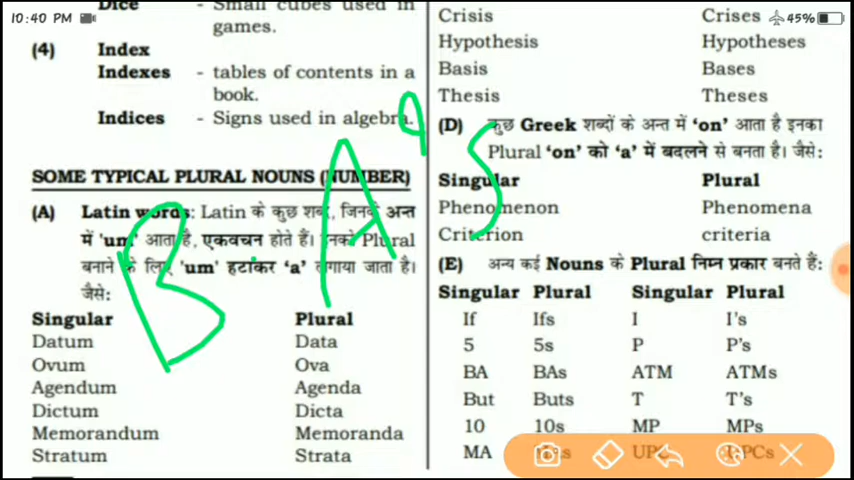 10:40 PM
45%
Dice - Small cubes used in
games.
(4) Index
Indexes - tables of contents in a
book.
Indices - Signs used in algebra.
SOME TYPICAL PLURAL NOUNS (NUMBER)
(A) Latin words: Latin के कुछ शब्द, जिनके अन्त
में 'um' आता है, एकवचन होते हैं। इनको Plural
बनाने के लिए 'um' हटाकर 'a' लगाया जाता है।
जैसे:
Singular Plural
Datum Data
Ovum Ova
Agendum Agenda
Dictum Dicta
Memorandum Memoranda
Stratum Strata
Crisis Crises
Hypothesis Hypotheses
Basis Bases
Thesis Theses
(D) कुछ Greek शब्दों के अन्त में 'on' आता है इनका
Plural 'on' को 'a' में बदलने से बनता है। जैसे:
Singular Plural
Phenomenon Phenomena
Criterion criteria
(E) अन्य कई Nouns के Plural निम्न प्रकार बनते हैं:
Singular Plural Singular Plural
If Ifs I I's
5 5s P P's
BA BAs ATM ATMs
But Buts T T's
10 10s MP MPs
MA
B A S